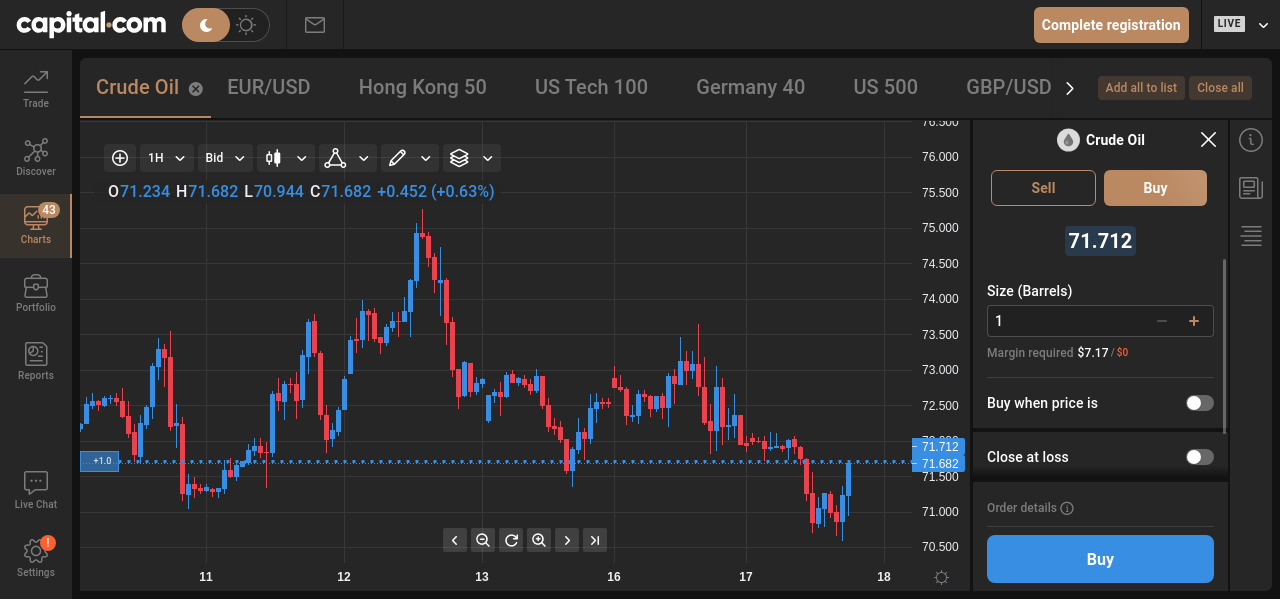 capital.com
Complete registration
LIVE
Trade
Discover
43
Charts
Portfolio
Reports
Live Chat
!
Settings
Crude Oil
EUR/USD
Hong Kong 50
US Tech 100
Germany 40
US 500
GBP/USD
Add all to list
Close all
1H
Bid
O71.234 H71.682 L70.944 C71.682 +0.452 (+0.63%)
76.500
76.000
75.500
75.000
74.500
74.000
73.500
73.000
72.500
71.712
71.682
71.500
71.000
70.500
+1.0
11
12
13
16
17
18
Crude Oil
Sell
Buy
71.712
Size (Barrels)
1
Margin required $7.17 / $0
Buy when price is
Close at loss
Order details
Buy